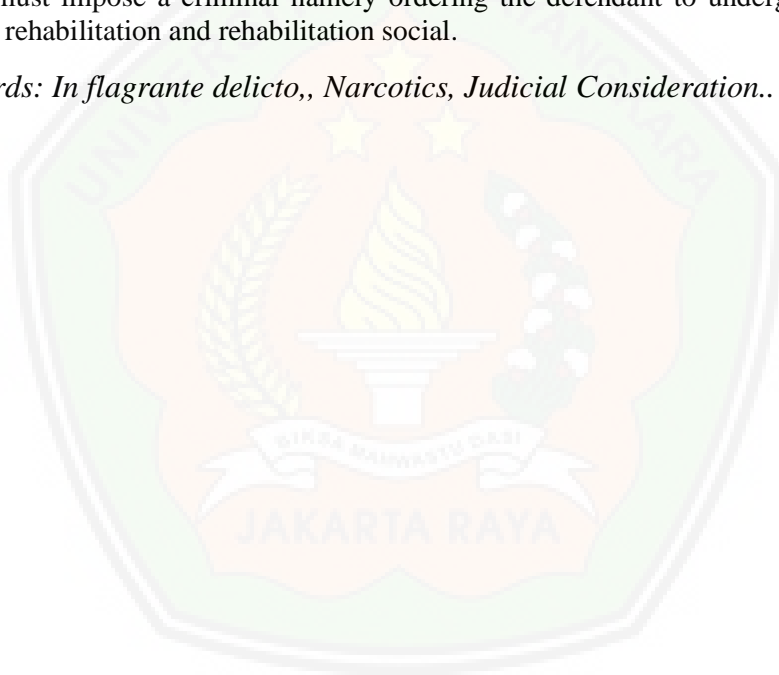 must impose a criminal namely ordering the defendant to underg
rehabilitation and rehabilitation social.
rds: In flagrante delicto,, Narcotics, Judicial Consideration..
JAKARTA RAYA